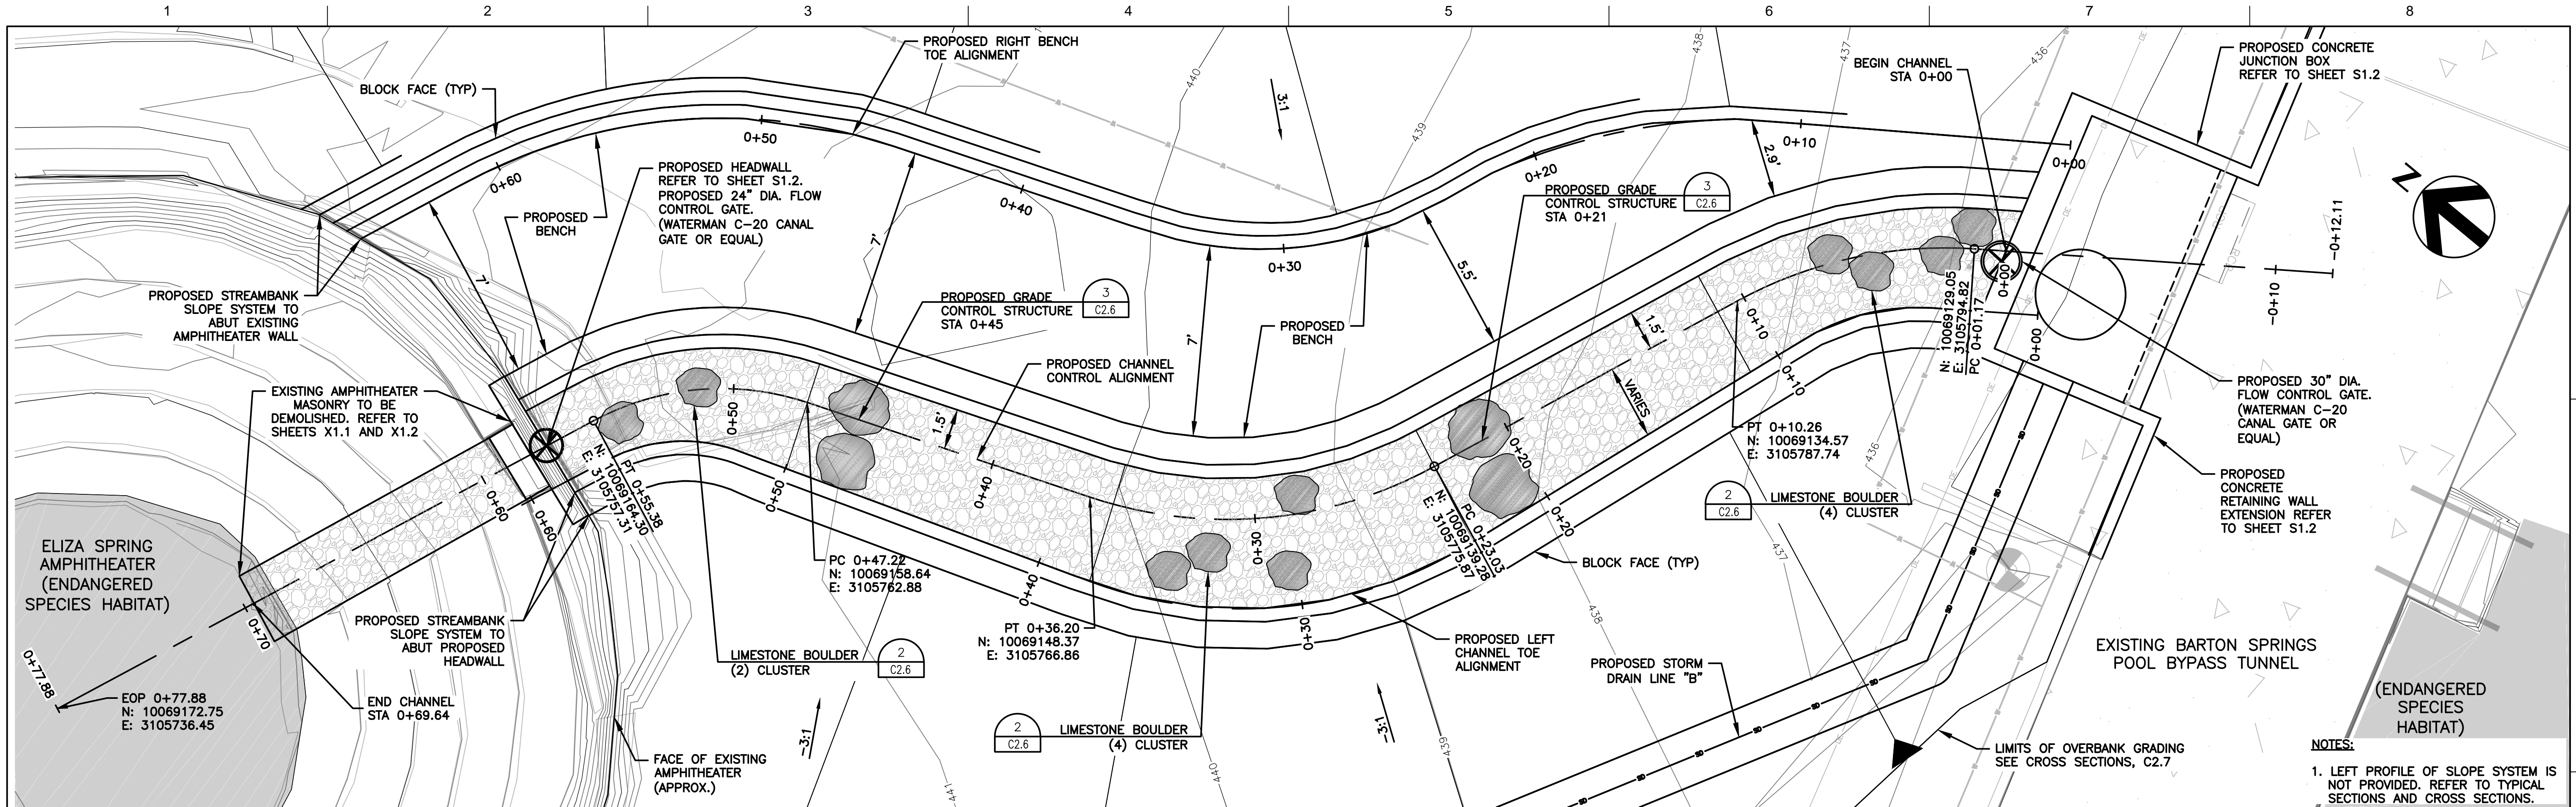 1
2
3
4
5
6
7
8
PROPOSED RIGHT BENCH
TOE ALIGNMENT
BLOCK FACE (TYP)
0+50
0+60
PROPOSED
BENCH
PROPOSED HEADWALL
REFER TO SHEET S1.2.
PROPOSED 24" DIA. FLOW
CONTROL GATE.
(WATERMAN C-20 CANAL
GATE OR EQUAL)
7'
7'
0+40
440
3:1
439
438
437
436
0+30
0+20
0+10
0+00
2.9'
5.5'
7'
BEGIN CHANNEL
STA 0+00
PROPOSED CONCRETE
JUNCTION BOX
REFER TO SHEET S1.2
N
-0+12.11
-0+10
PROPOSED GRADE
CONTROL STRUCTURE
STA 0+21
3
C2.6
PROPOSED STREAMBANK
SLOPE SYSTEM TO
ABUT EXISTING
AMPHITHEATER WALL
PROPOSED GRADE
CONTROL STRUCTURE
STA 0+45
3
C2.6
PROPOSED
BENCH
PROPOSED CHANNEL
CONTROL ALIGNMENT
EXISTING AMPHITHEATER
MASONRY TO BE
DEMOLISHED. REFER TO
SHEETS X1.1 AND X1.2
1.5'
1.5'
VARIES
0+10
0+10
0+00
0+00
N: 10069129.05
E: 3105794.82
PC 0+01.17
PROPOSED 30" DIA.
FLOW CONTROL GATE.
(WATERMAN C-20
CANAL GATE OR
EQUAL)
PT 0+10.26
N: 10069134.57
E: 3105787.74
PROPOSED
CONCRETE
RETAINING WALL
EXTENSION REFER
TO SHEET S1.2
2
C2.6
LIMESTONE BOULDER
(4) CLUSTER
436
437
438
0+20
0+20
PC 0+23.03
N: 10069139.28
E: 3105775.87
BLOCK FACE (TYP)
0+30
0+30
0+40
0+40
0+50
0+50
PT 0+55.38
N: 10069164.30
E: 3105757.31
0+60
0+60
PC 0+47.22
N: 10069158.64
E: 3105762.88
PT 0+36.20
N: 10069148.37
E: 3105766.86
ELIZA SPRING
AMPHITHEATER
(ENDANGERED
SPECIES HABITAT)
0+70
0+77.88
EOP 0+77.88
N: 10069172.75
E: 3105736.45
PROPOSED STREAMBANK
SLOPE SYSTEM TO
ABUT PROPOSED
HEADWALL
END CHANNEL
STA 0+69.64
LIMESTONE BOULDER
(2) CLUSTER
2
C2.6
2
C2.6
LIMESTONE BOULDER
(4) CLUSTER
PROPOSED LEFT
CHANNEL TOE
ALIGNMENT
PROPOSED STORM
DRAIN LINE "B"
FACE OF EXISTING
AMPHITHEATER
(APPROX.)
-3:1
-3:1
441
440
439
EXISTING BARTON SPRINGS
POOL BYPASS TUNNEL
(ENDANGERED
SPECIES
HABITAT)
LIMITS OF OVERBANK GRADING
SEE CROSS SECTIONS, C2.7
NOTES:
1. LEFT PROFILE OF SLOPE SYSTEM IS
NOT PROVIDED. REFER TO TYPICAL
SECTIONS AND CROSS SECTIONS.